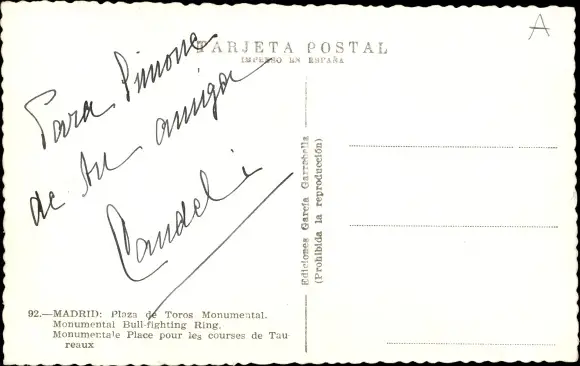 TARJETA POSTAL
IMPRESO EN ESPAÑA
A
Para Simone
de su amiga
Candeli
Ediciones García Garrabella
(Prohibida la reproducción)
92.—MADRID: Plaza de Toros Monumental.
Monumental Bull-fighting Ring.
Monumentale Place pour les courses de Tau-
reaux